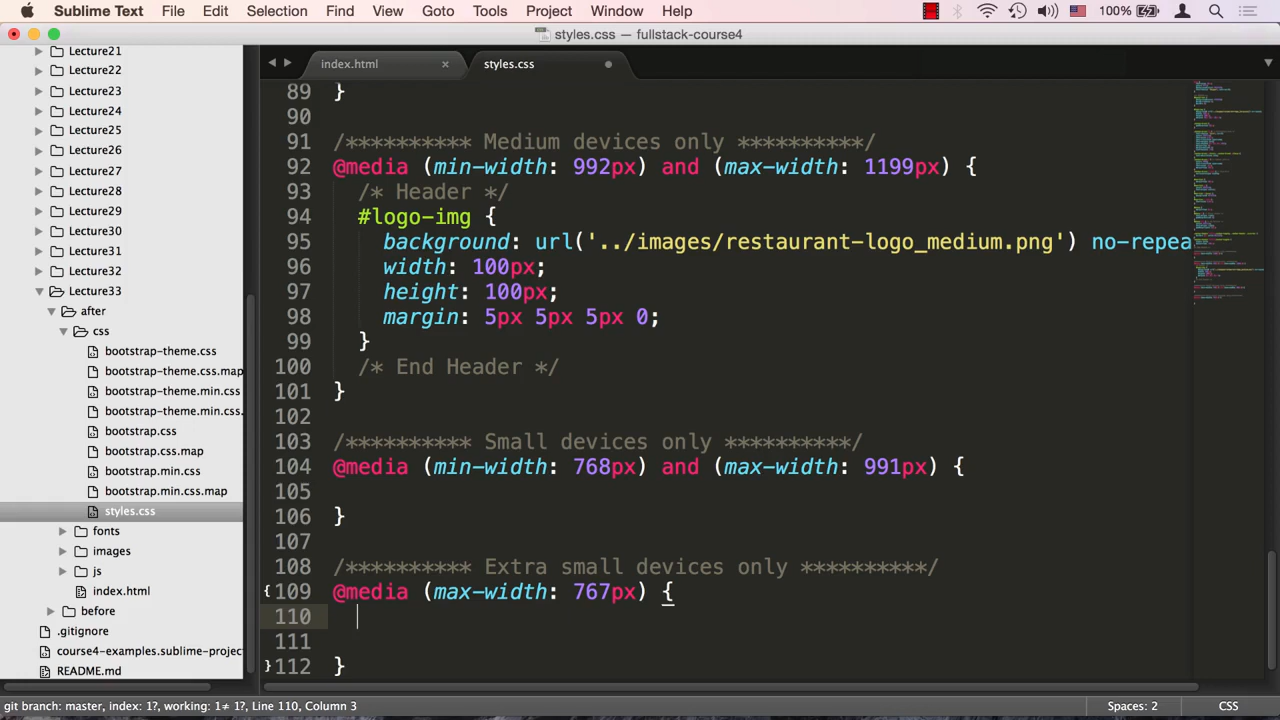 Sublime Text File Edit Selection Find View Goto Tools Project Window Help 100%
styles.css — fullstack-course4
Lecture21
Lecture22
Lecture23
Lecture24
Lecture25
Lecture26
Lecture27
Lecture28
Lecture29
Lecture30
Lecture31
Lecture32
Lecture33
after
css
bootstrap-theme.css
bootstrap-theme.css.map
bootstrap-theme.min.css
bootstrap-theme.min.css.
bootstrap.css
bootstrap.css.map
bootstrap.min.css
bootstrap.min.css.map
styles.css
fonts
images
js
index.html
before
.gitignore
course4-examples.sublime-projec
README.md
index.html × styles.css
89 }
90
91 /********** Medium devices only **********/
92 @media (min-width: 992px) and (max-width: 1199px) {
93 /* Header */
94 #logo-img {
95 background: url('../images/restaurant-logo_medium.png') no-repea
96 width: 100px;
97 height: 100px;
98 margin: 5px 5px 5px 0;
99 }
100 /* End Header */
101 }
102
103 /********** Small devices only **********/
104 @media (min-width: 768px) and (max-width: 991px) {
105
106 }
107
108 /********** Extra small devices only **********/
{ 109 @media (max-width: 767px) {
110
111
} 112 }
git branch: master, index: 1?, working: 1≠ 1?, Line 110, Column 3 Spaces: 2 CSS